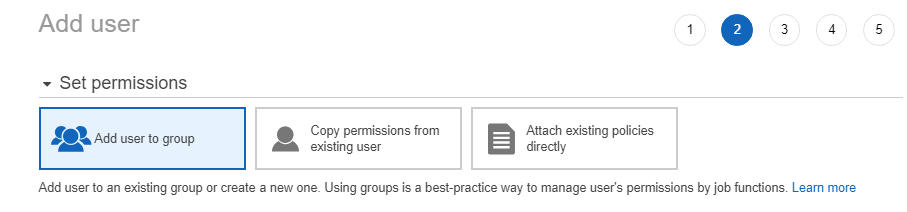 Add user
1 2 3 4 5
Set permissions
Add user to group
Copy permissions from
existing user
Attach existing policies
directly
Add user to an existing group or create a new one. Using groups is a best-practice way to manage user's permissions by job functions. Learn more